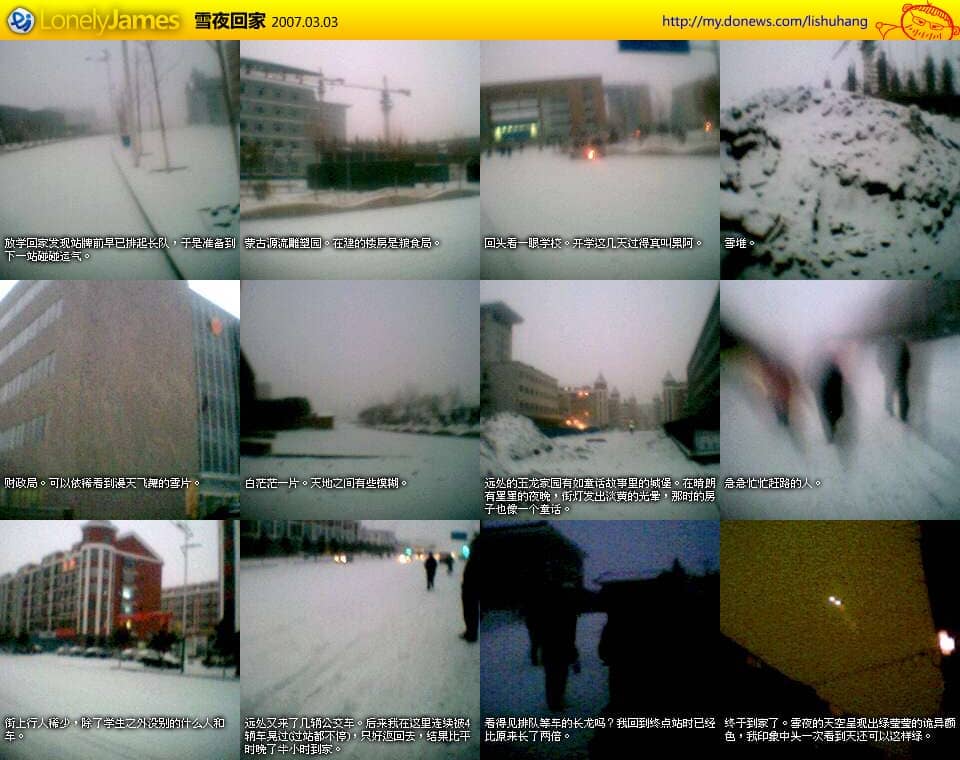 LonelyJames 雪夜回家 2007.03.03 http://my.donews.com/lishuhang
放学回家发现站牌前早已排起长队,于是准备到
下一站碰碰运气。
蒙古源流雕塑园。在建的楼房是粮食局。
回头看一眼学校。开学这几天过得真叫累阿。
雪堆。
财政局。可以依稀看到漫天飞舞的雪片。
白茫茫一片。天地之间有些模糊。
远处的玉龙家园有如童话故事里的城堡。在晴朗
有星星的夜晚,街灯发出淡黄的光晕,那时的房
子也像一个童话。
急急忙忙赶路的人。
街上行人稀少,除了学生之外没别的什么人和
车。
远处又来了几辆公交车。后来我在这里连续被4
辆车晃过(过站都不停),只好返回去,结果比平
时晚了半小时到家。
看得见排队等车的长龙吗?我回到终点站时已经
比原来长了两倍。
终于到家了。雪夜的天空呈现出绿莹莹的诡异颜
色,我印象中头一次看到天还可以这样绿。